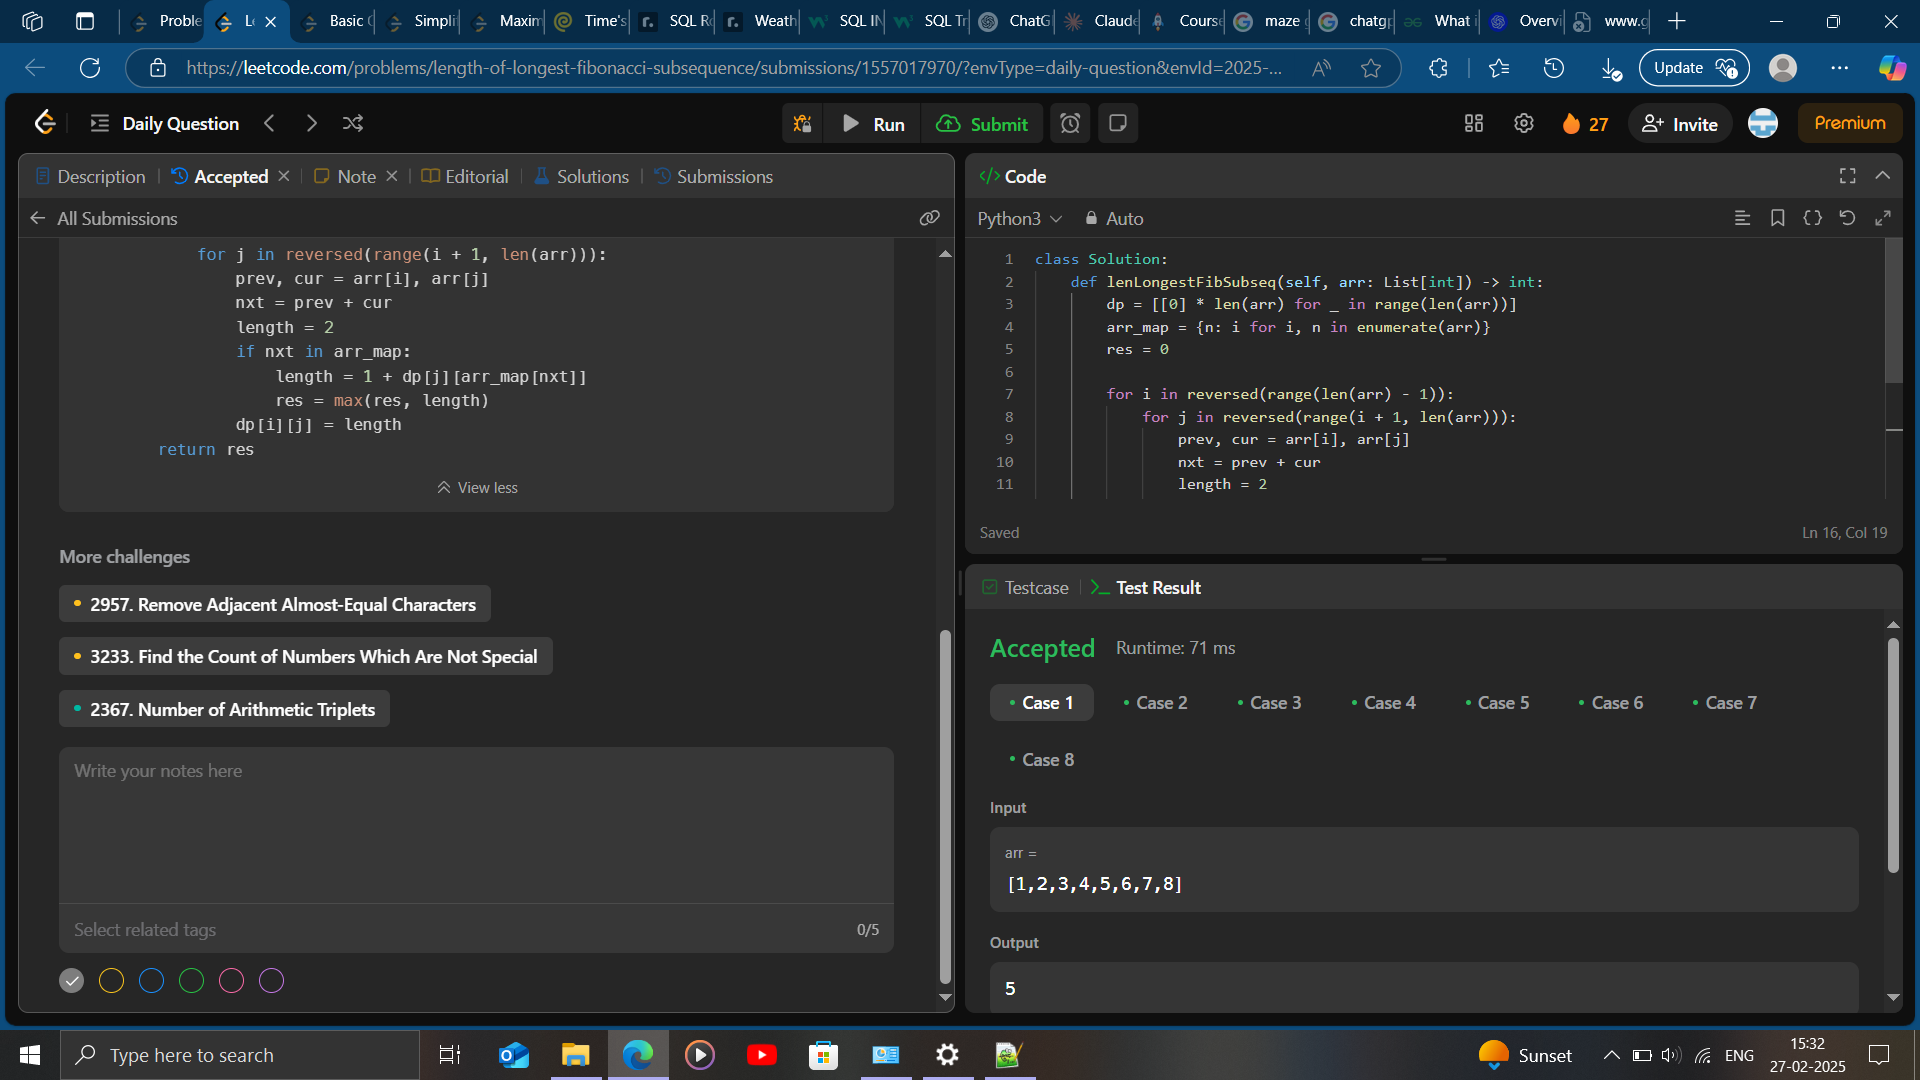 Proble
L
Basic
Simpli
Maxim
Time's
SQL R
Weath
SQL IN
SQL Tr
ChatG
Claude
Course
maze
chatgp
What i
Overvi
www.g
https://leetcode.com/problems/length-of-longest-fibonacci-subsequence/submissions/1557017970/?envType=daily-question&envId=2025-...
Update
Daily Question
Run
Submit
27
Invite
Premium
Description
Accepted
Note
Editorial
Solutions
Submissions
All Submissions
for j in reversed(range(i + 1, len(arr))):
prev, cur = arr[i], arr[j]
nxt = prev + cur
length = 2
if nxt in arr_map:
length = 1 + dp[j][arr_map[nxt]]
res = max(res, length)
dp[i][j] = length
return res
View less
More challenges
2957. Remove Adjacent Almost-Equal Characters
3233. Find the Count of Numbers Which Are Not Special
2367. Number of Arithmetic Triplets
Write your notes here
Select related tags
0/5
</> Code
Python3
Auto
1 class Solution:
2 def lenLongestFibSubseq(self, arr: List[int]) -> int:
3 dp = [[0] * len(arr) for _ in range(len(arr))]
4 arr_map = {n: i for i, n in enumerate(arr)}
5 res = 0
6
7 for i in reversed(range(len(arr) - 1)):
8 for j in reversed(range(i + 1, len(arr))):
9 prev, cur = arr[i], arr[j]
10 nxt = prev + cur
11 length = 2
Saved
Ln 16, Col 19
Testcase
Test Result
Accepted
Runtime: 71 ms
Case 1
Case 2
Case 3
Case 4
Case 5
Case 6
Case 7
Case 8
Input
arr =
[1,2,3,4,5,6,7,8]
Output
5
Type here to search
Sunset
ENG
15:32
27-02-2025